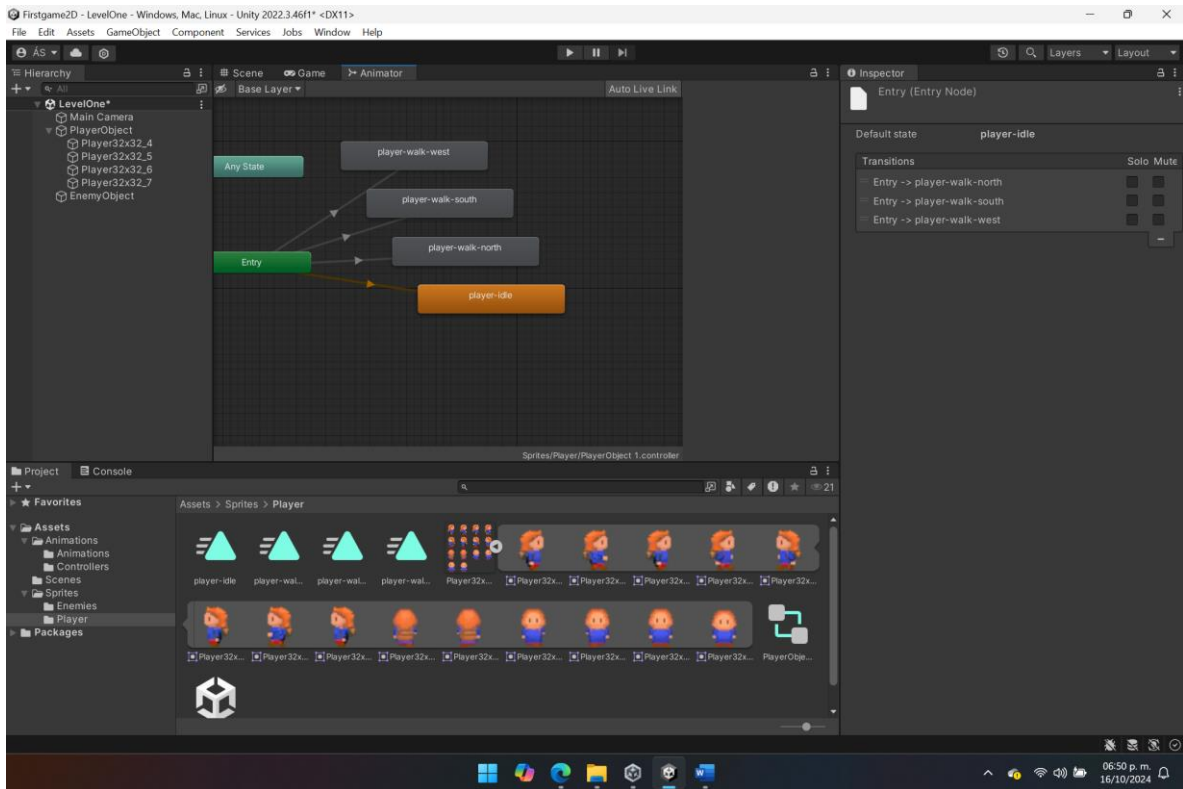 Firstgame2D - LevelOne - Windows, Mac, Linux - Unity 2022.3.46f1* <DX11>
File Edit Assets GameObject Component Services Jobs Window Help
ÁS Layers Layout
Hierarchy Scene Game Animator Inspector
All Base Layer Auto Live Link Entry (Entry Node)
LevelOne*
Main Camera
PlayerObject
Player32x32_4
Player32x32_5
Player32x32_6
Player32x32_7
EnemyObject
Any State
player-walk-west
player-walk-south
player-walk-north
Entry
player-idle
Sprites/Player/PlayerObject 1.controller
Default state player-idle
Transitions Solo Mute
Entry -> player-walk-north
Entry -> player-walk-south
Entry -> player-walk-west
Project Console
21
Favorites
Assets > Sprites > Player
Assets
Animations
Animations
Controllers
Scenes
Sprites
Enemies
Player
Packages
player-idle player-wal... player-wal... player-wal... Player32x... Player32x... Player32x... Player32x... Player32x... Player32x...
Player32x... Player32x... Player32x... Player32x... Player32x... Player32x... Player32x... Player32x... Player32x... PlayerObje...
06:50 p. m.
16/10/2024